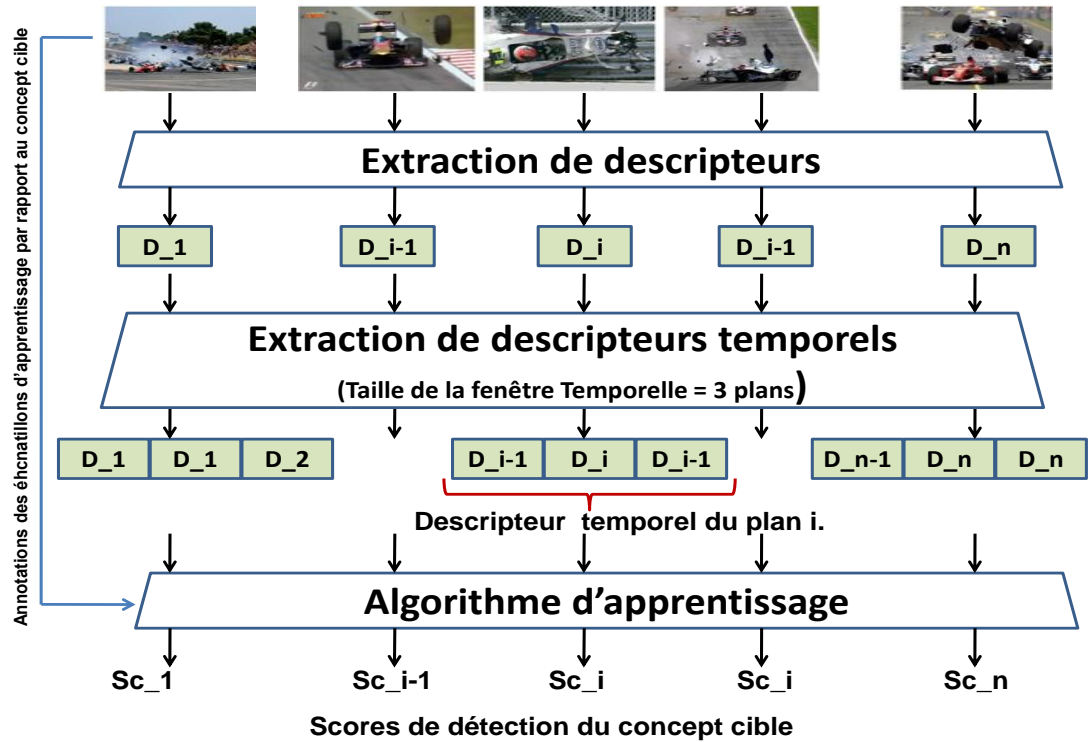 Annotations des éhcnatillons d'apprentissage par rapport au concept cible
Extraction de descripteurs
D_1 D_i-1 D_i D_i-1 D_n
Extraction de descripteurs temporels
(Taille de la fenêtre Temporelle = 3 plans)
D_1 D_1 D_2 D_i-1 D_i D_i-1 D_n-1 D_n D_n
Descripteur temporel du plan i.
Algorithme d'apprentissage
Sc_1 Sc_i-1 Sc_i Sc_i Sc_n
Scores de détection du concept cible